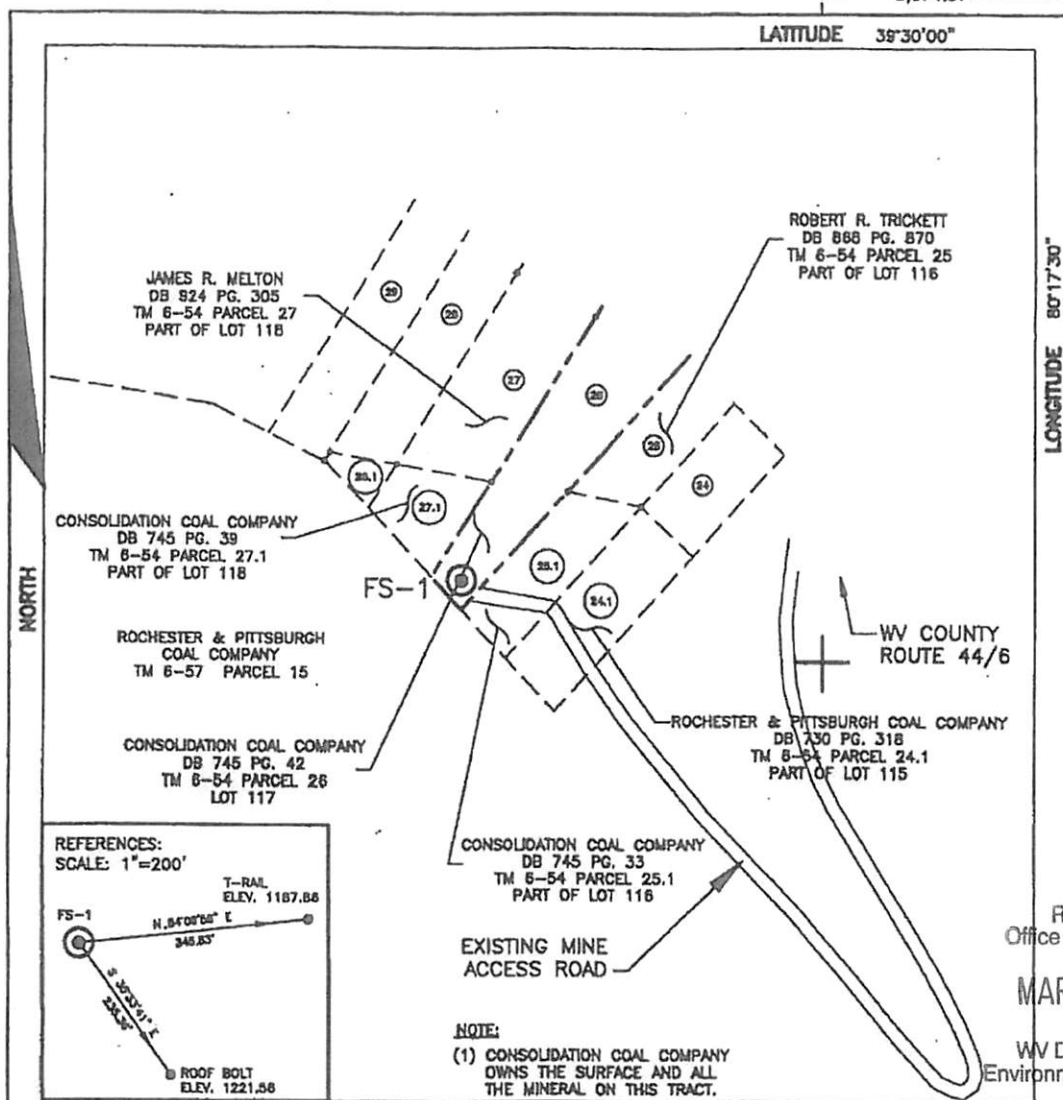 LATITUDE 39°30'00"
LONGITUDE 80°17'30"
NORTH
ROBERT R. TRICKETT
DB 868 PG. 870
TM 6-54 PARCEL 25
PART OF LOT 116
JAMES R. MELTON
DB 924 PG. 305
TM 6-54 PARCEL 27
PART OF LOT 118
29
28
27
26
25
24
28.1
27.1
25.1
24.1
CONSOLIDATION COAL COMPANY
DB 745 PG. 39
TM 6-54 PARCEL 27.1
PART OF LOT 118
FS-1
ROCHESTER & PITTSBURGH
COAL COMPANY
TM 6-57 PARCEL 15
WV COUNTY
ROUTE 44/6
CONSOLIDATION COAL COMPANY
DB 745 PG. 42
TM 6-54 PARCEL 26
LOT 117
ROCHESTER & PITTSBURGH COAL COMPANY
DB 730 PG. 318
TM 6-54 PARCEL 24.1
PART OF LOT 115
CONSOLIDATION COAL COMPANY
DB 745 PG. 33
TM 6-54 PARCEL 25.1
PART OF LOT 116
EXISTING MINE
ACCESS ROAD
REFERENCES:
SCALE: 1"=200'
T-RAIL
ELEV. 1187.88
FS-1
345.83'
ROOF BOLT
ELEV. 1221.58
NOTE:
(1) CONSOLIDATION COAL COMPANY
OWNS THE SURFACE AND ALL
THE MINERAL ON THIS TRACT.
Office
MAR
WV D
Environm